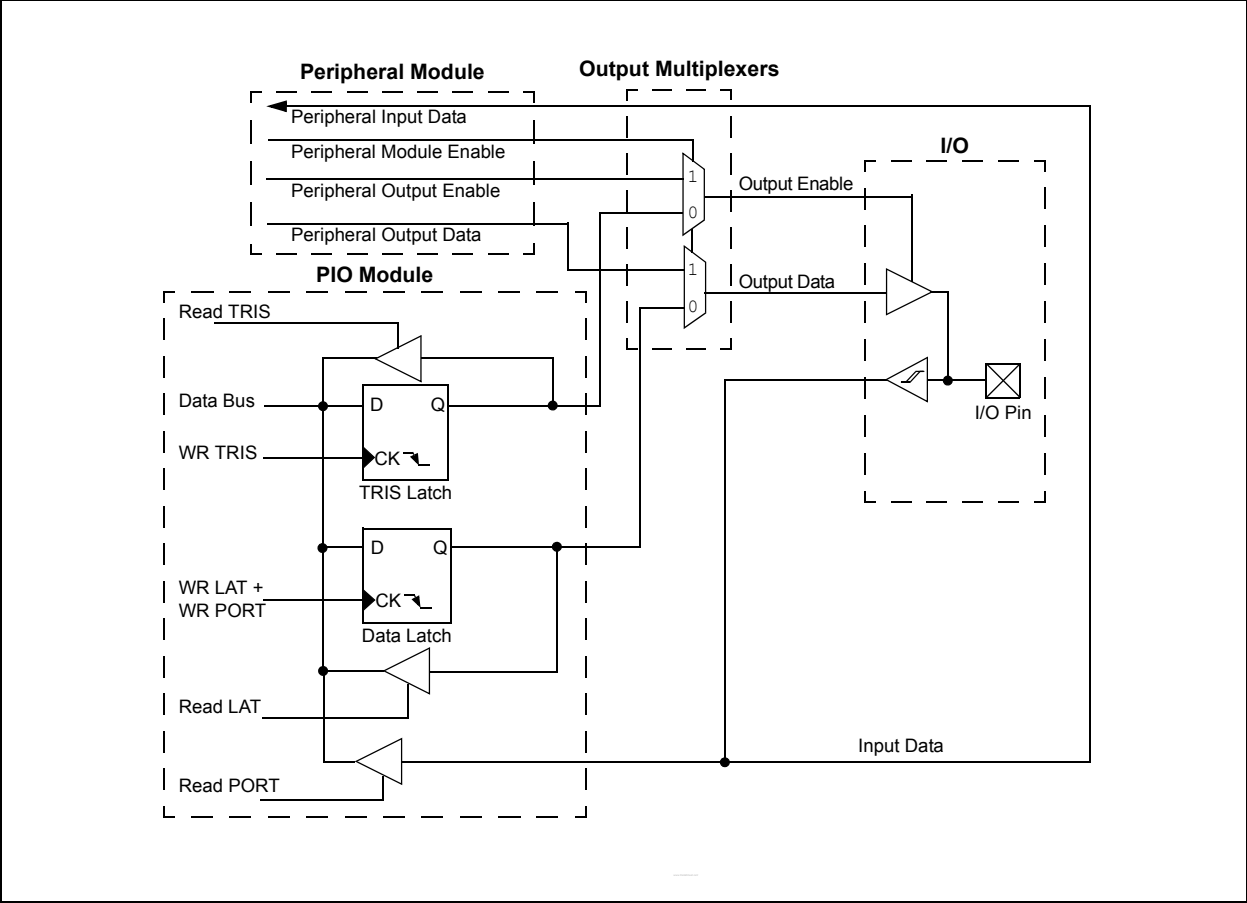 Peripheral Module
Output Multiplexers
Peripheral Input Data
Peripheral Module Enable
I/O
Peripheral Output Enable
1
Output Enable
0
Peripheral Output Data
PIO Module
1
Output Data
0
Read TRIS
Data Bus
D
Q
I/O Pin
WR TRIS
CK
TRIS Latch
D
Q
WR LAT +
WR PORT
CK
Data Latch
Read LAT
Input Data
Read PORT